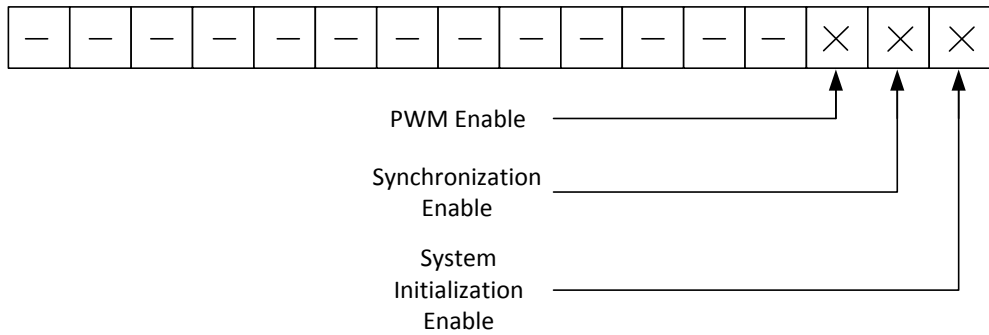 — — — — — — — — — — — — — × × ×
PWM Enable
Synchronization
Enable
System
Initialization
Enable